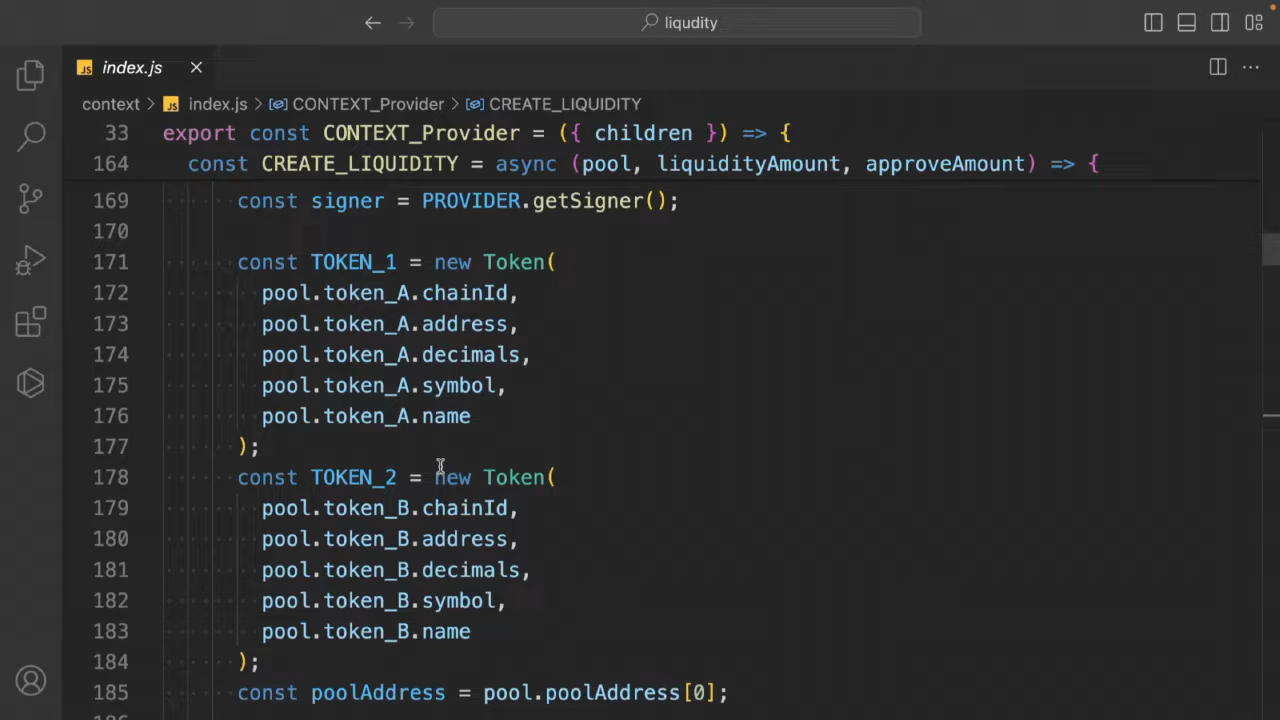 liqudity
JS index.js
context > JS index.js > CONTEXT_Provider > CREATE_LIQUIDITY
33 export const CONTEXT_Provider = ({ children }) => {
164 const CREATE_LIQUIDITY = async (pool, liquidityAmount, approveAmount) => {
169 const signer = PROVIDER.getSigner();
170
171 const TOKEN_1 = new Token(
172 pool.token_A.chainId,
173 pool.token_A.address,
174 pool.token_A.decimals,
175 pool.token_A.symbol,
176 pool.token_A.name
177 );
178 const TOKEN_2 = new Token(
179 pool.token_B.chainId,
180 pool.token_B.address,
181 pool.token_B.decimals,
182 pool.token_B.symbol,
183 pool.token_B.name
184 );
185 const poolAddress = pool.poolAddress[0];